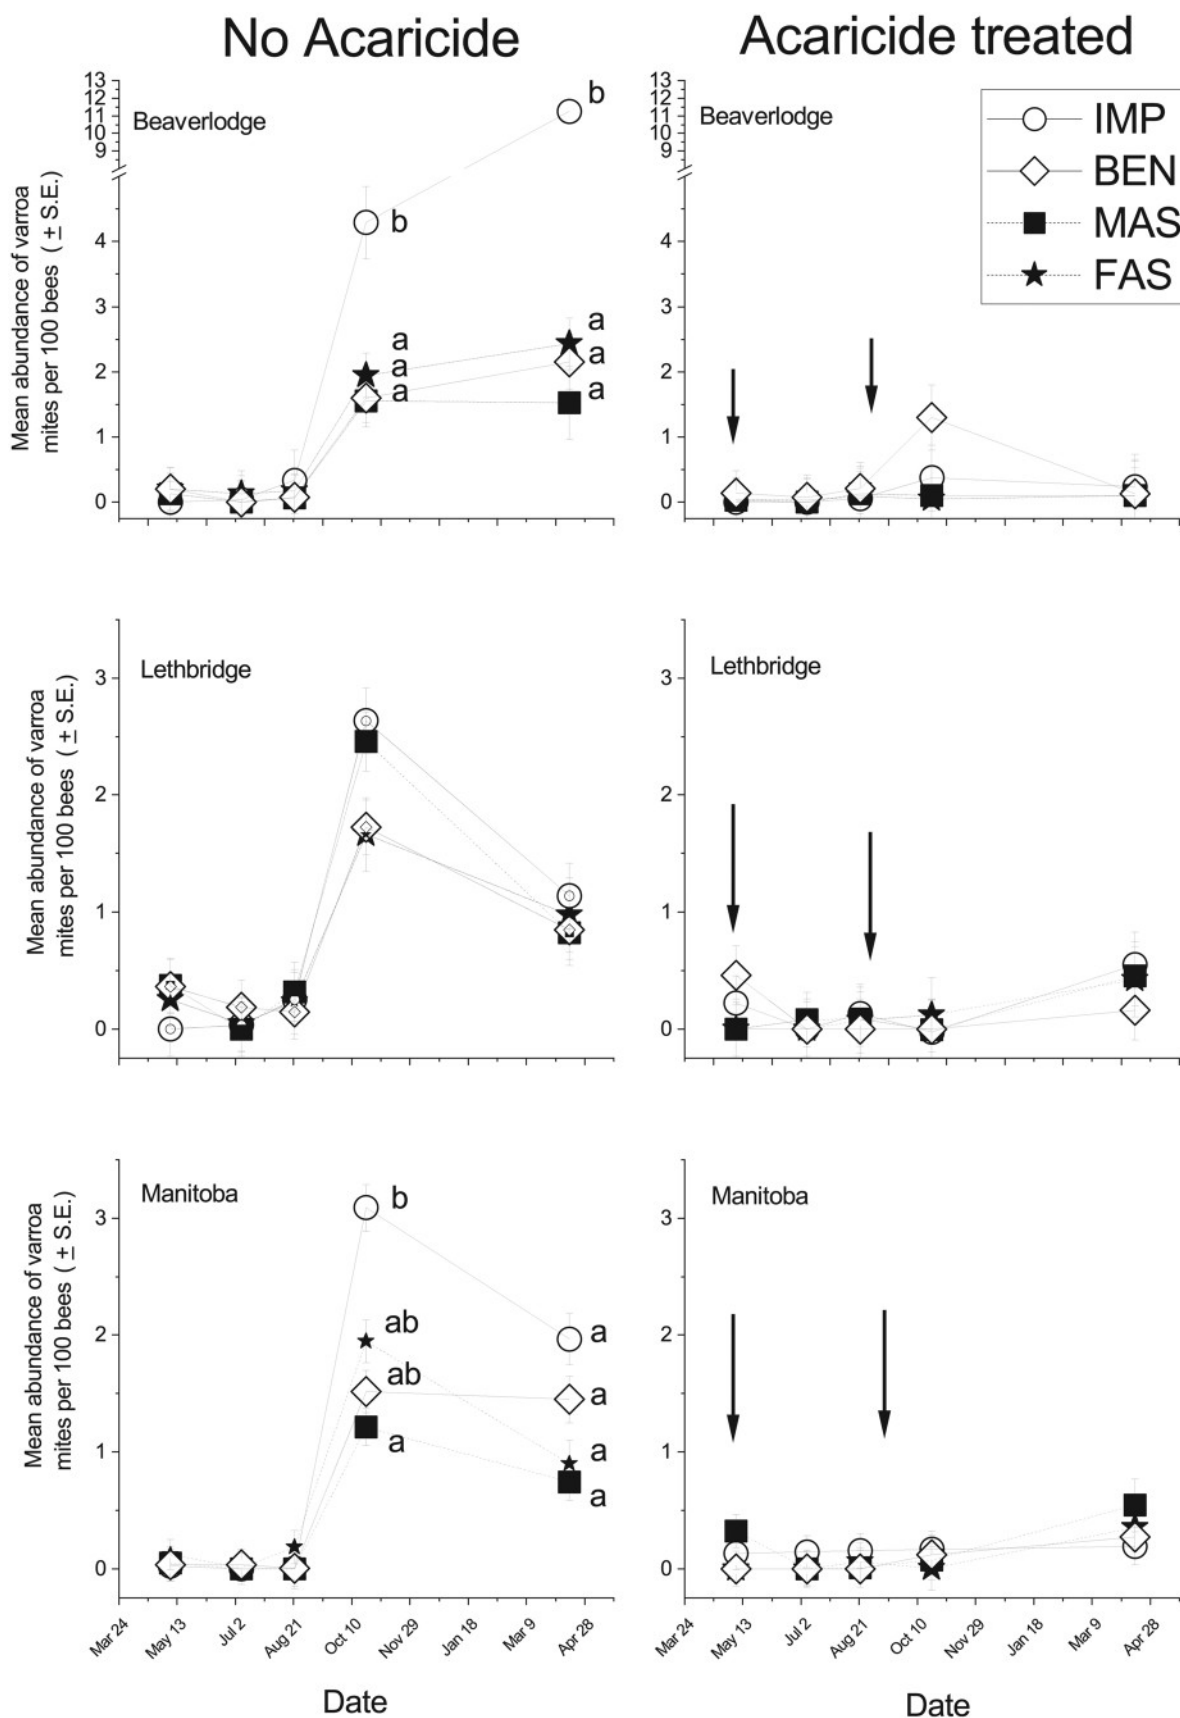 No Acaricide
Acaricide treated
13
12
11
10
9
4
3
2
1
0
Beaverlodge
b
b
a
a
a
a
a
a
Mean abundance of varroa
mites per 100 bees ( ± S.E.)
13
12
11
10
9
4
3
2
1
0
Beaverlodge
IMP
BEN
MAS
FAS
3
2
1
0
Lethbridge
Mean abundance of varroa
mites per 100 bees ( ± S.E.)
3
2
1
0
Lethbridge
3
2
1
0
Manitoba
b
ab
ab
a
a
a
a
a
Mean abundance of varroa
mites per 100 bees ( ± S.E.)
Mar 24
May 13
Jul 2
Aug 21
Oct 10
Nov 29
Jan 18
Mar 9
Apr 28
Date
3
2
1
0
Manitoba
Mar 24
May 13
Jul 2
Aug 21
Oct 10
Nov 29
Jan 18
Mar 9
Apr 28
Date